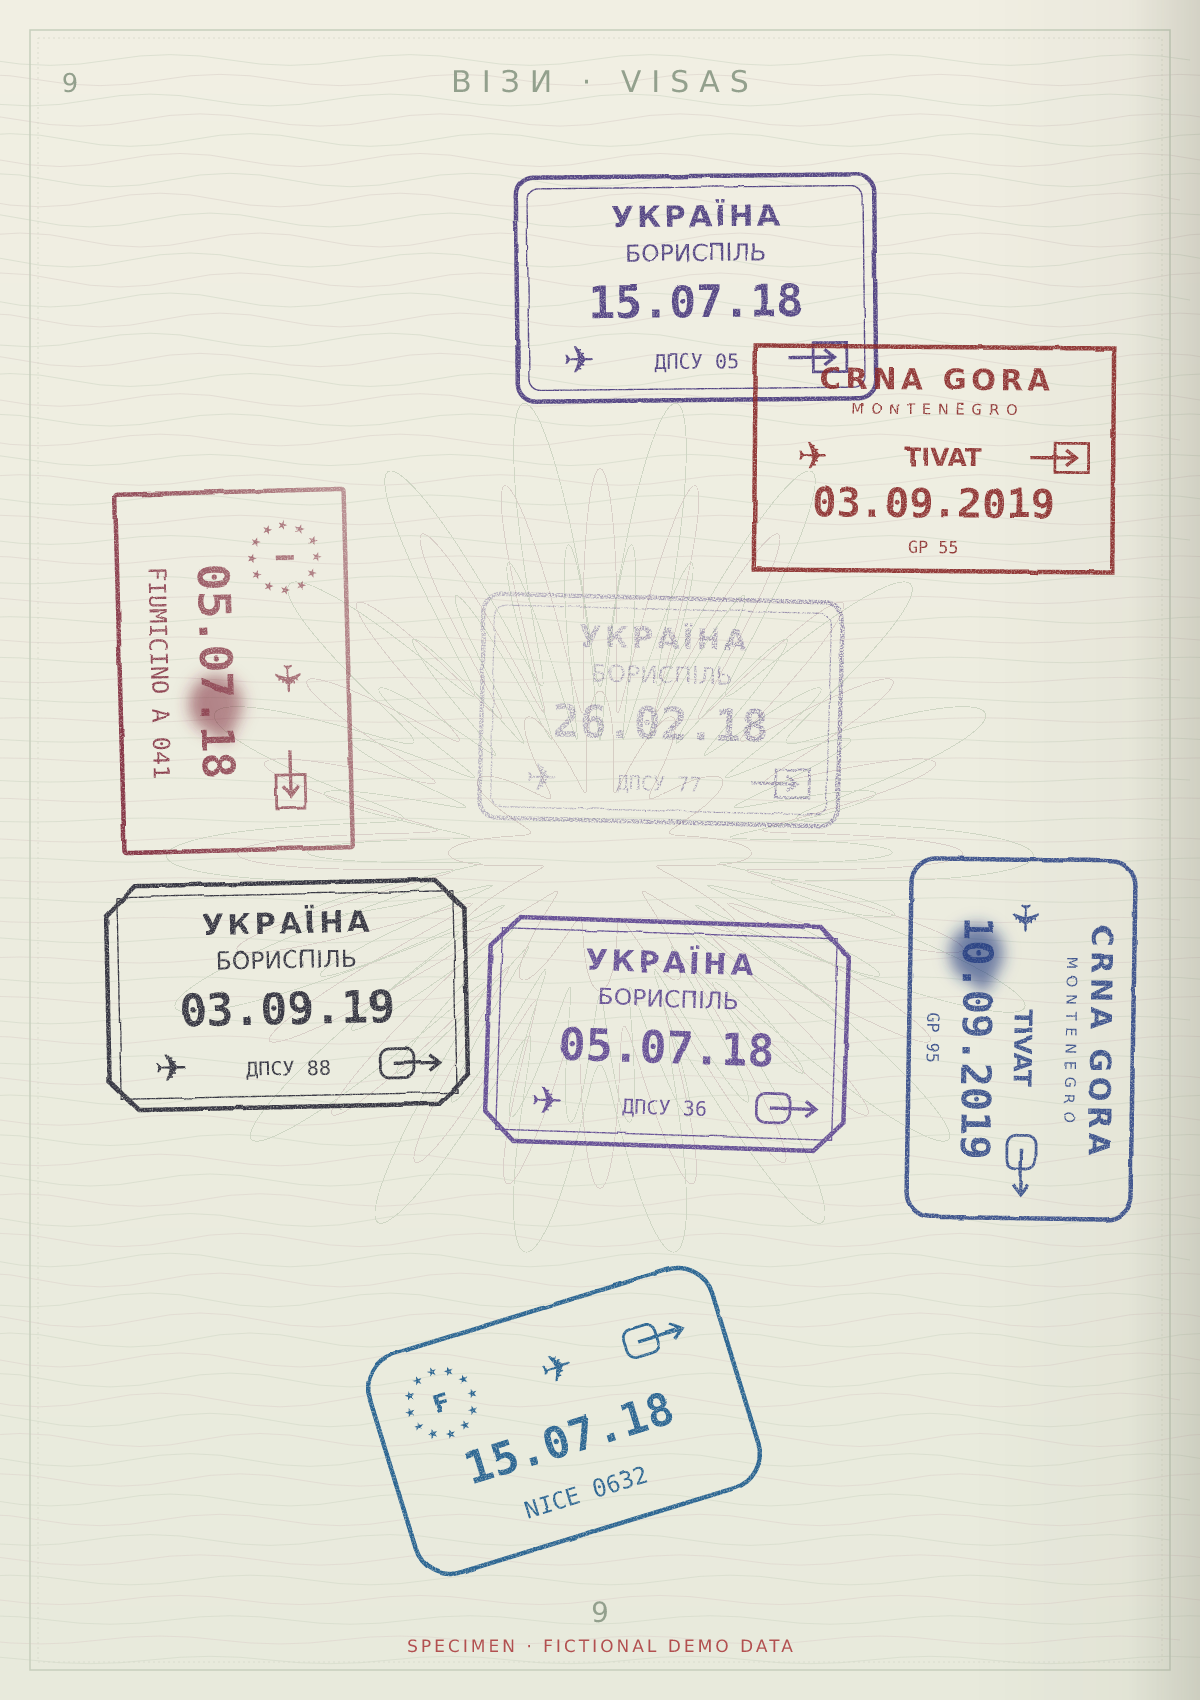 9
ВІЗИ · VISAS
УКРАЇНА
БОРИСПІЛЬ
15.07.18
ДПСУ 05
CRNA GORA
MONTENEGRO
TIVAT
03.09.2019
GP 55
I
05.07.18
FIUMICINO A 041
УКРАЇНА
БОРИСПІЛЬ
26.02.18
ДПСУ 77
УКРАЇНА
БОРИСПІЛЬ
03.09.19
ДПСУ 88
УКРАЇНА
БОРИСПІЛЬ
05.07.18
ДПСУ 36
CRNA GORA
MONTENEGRO
TIVAT
10.09.2019
GP 95
F
15.07.18
NICE 0632
9
SPECIMEN · FICTIONAL DEMO DATA